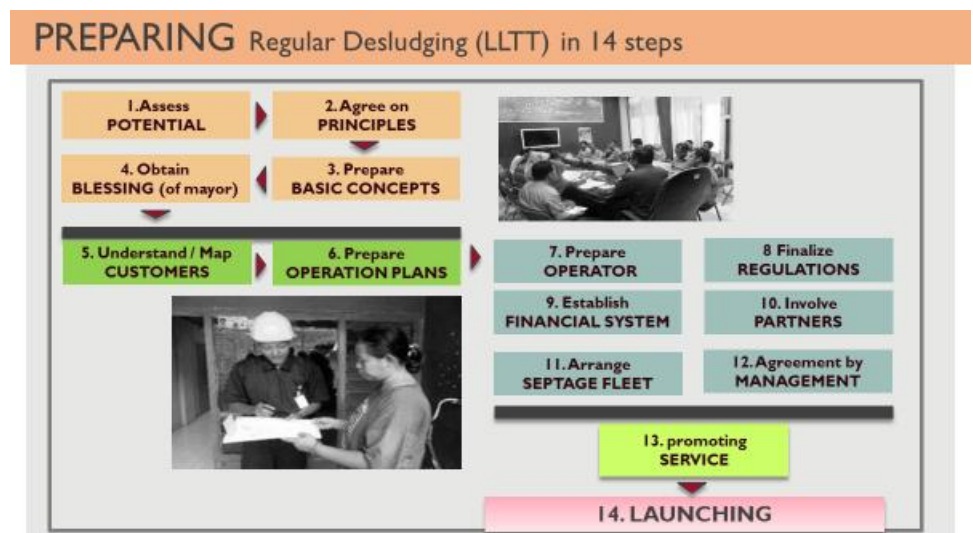 PREPARING Regular Desludging (LLTT) in 14 steps
1.Assess
POTENTIAL
2.Agree on
PRINCIPLES
3. Prepare
BASIC CONCEPTS
4. Obtain
BLESSING (of mayor)
5. Understand / Map
CUSTOMERS
6. Prepare
OPERATION PLANS
7. Prepare
OPERATOR
8 Finalize
REGULATIONS
9. Establish
FINANCIAL SYSTEM
10. Involve
PARTNERS
11. Arrange
SEPTAGE FLEET
12. Agreement by
MANAGEMENT
13. promoting
SERVICE
14. LAUNCHING